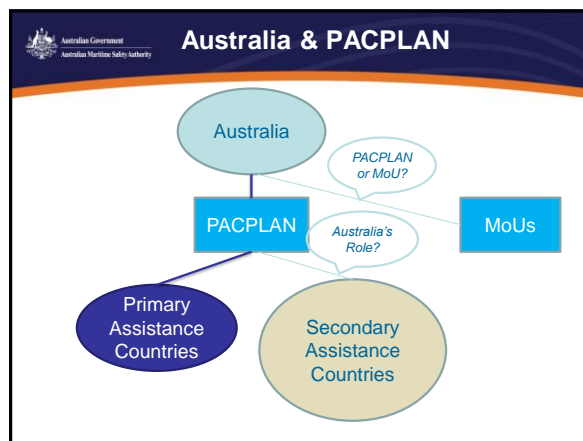 Australian Government
Australian Maritime Safety Authority
Australia & PACPLAN
Australia
PACPLAN
or MoU?
PACPLAN
Australia's
Role?
MoUs
Primary
Assistance
Countries
Secondary
Assistance
Countries